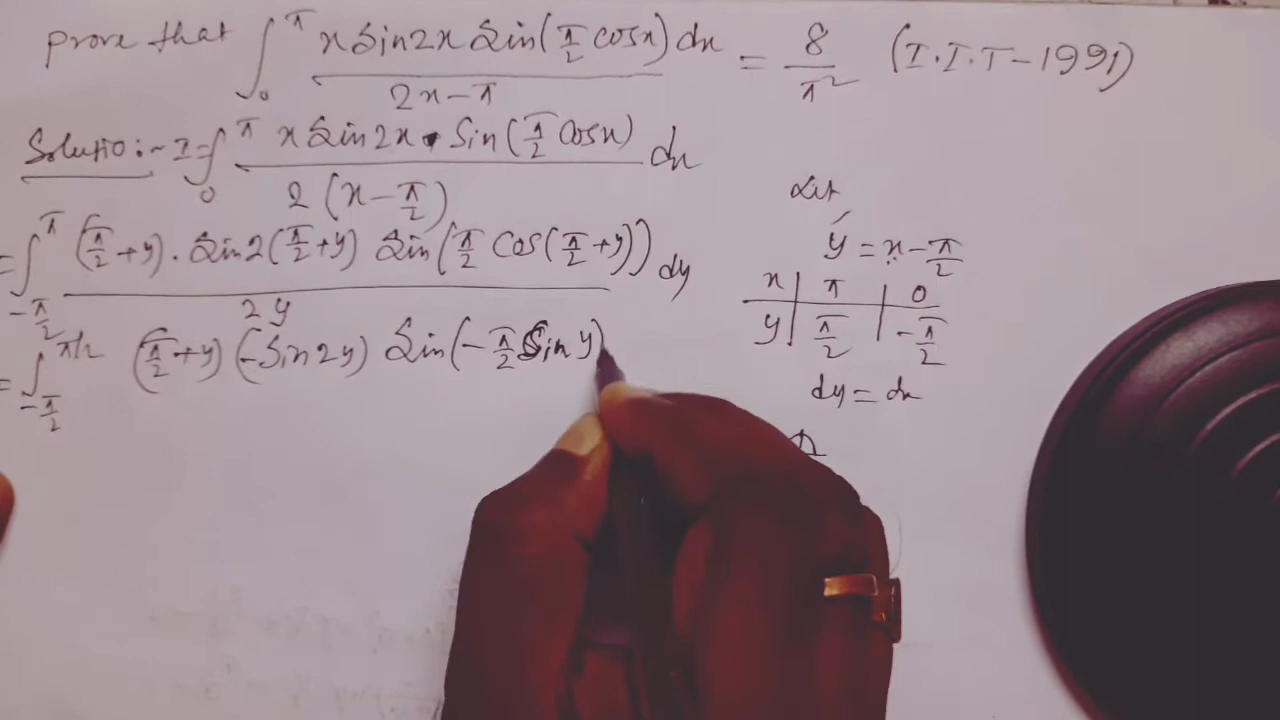 prove that ∫₀^π x Sin2x Sin(π/2 cosx) dx / 2x-π = 8/π² (I.I.T-1991)
Solutio:~ I=∫₀^π x Sin2x · Sin(π/2 Cosx) / 2(x-π/2) dx
=∫_{-π/2}^π (π/2+y). Sin2(π/2+y) Sin(π/2 Cos(π/2+y)) / 2y dy
=∫_{-π/2}^{π/2} (π/2+y) (-Sin2y) Sin(-π/2 Sin y)
Let
y = x-π/2
x | π | 0
y | π/2 | -π/2
dy = dx